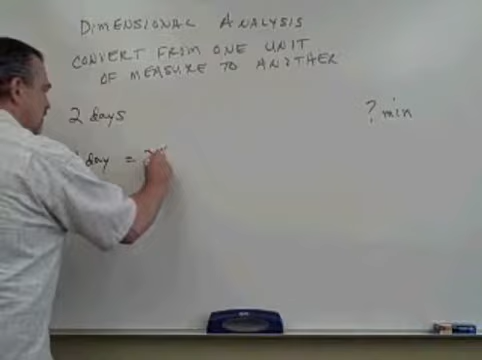 DIMENSIONAL ANALYSIS
CONVERT FROM ONE UNIT
OF MEASURE TO ANOTHER
2 days ? min
day =